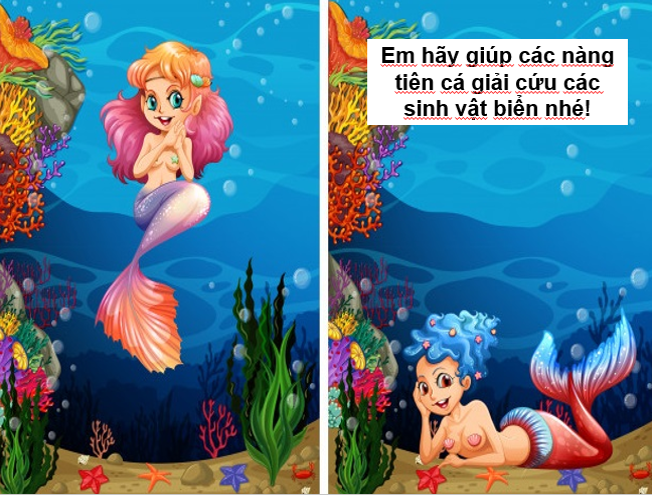 Em hãy giúp các nàng
tiên cá giải cứu các
sinh vật biển nhé!